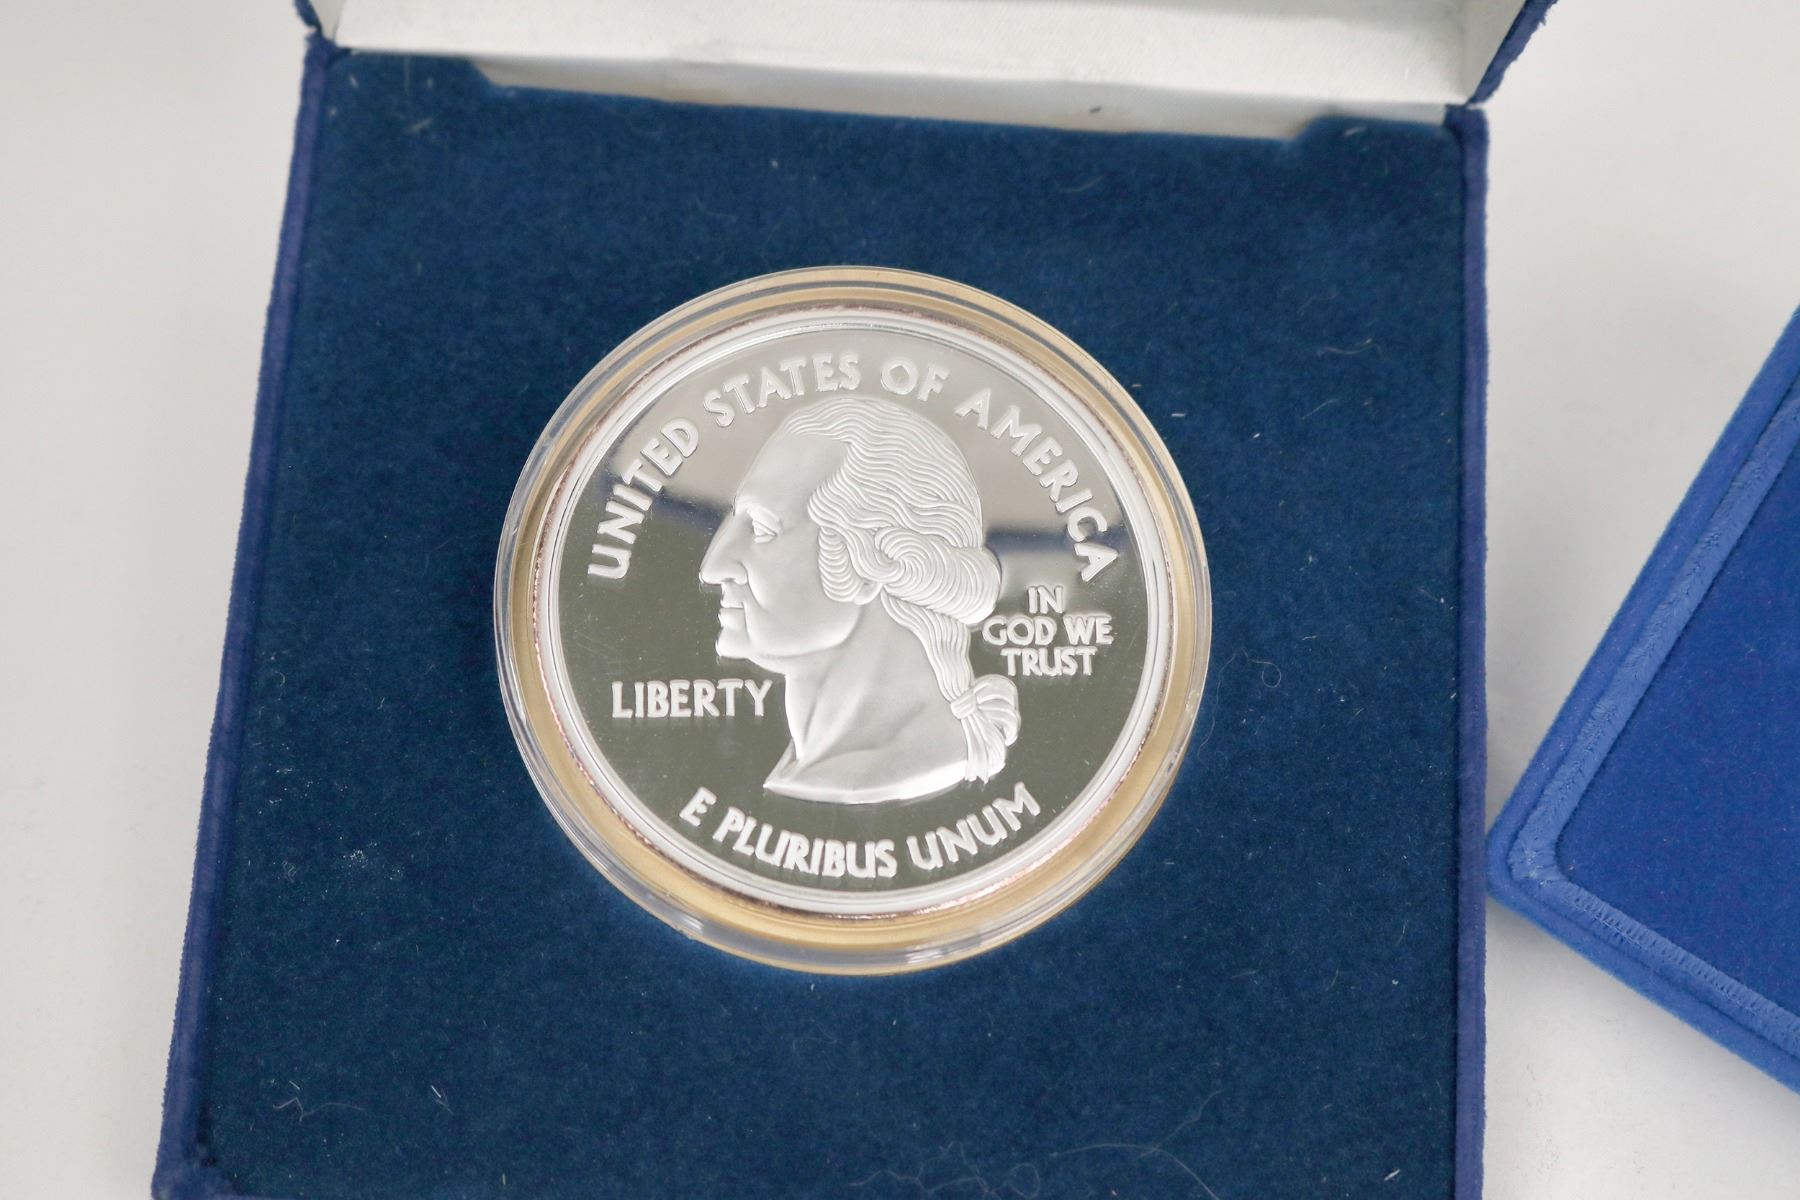 UNITED STATES OF AMERICA
IN
GOD WE
TRUST
LIBERTY
E PLURIBUS UNUM